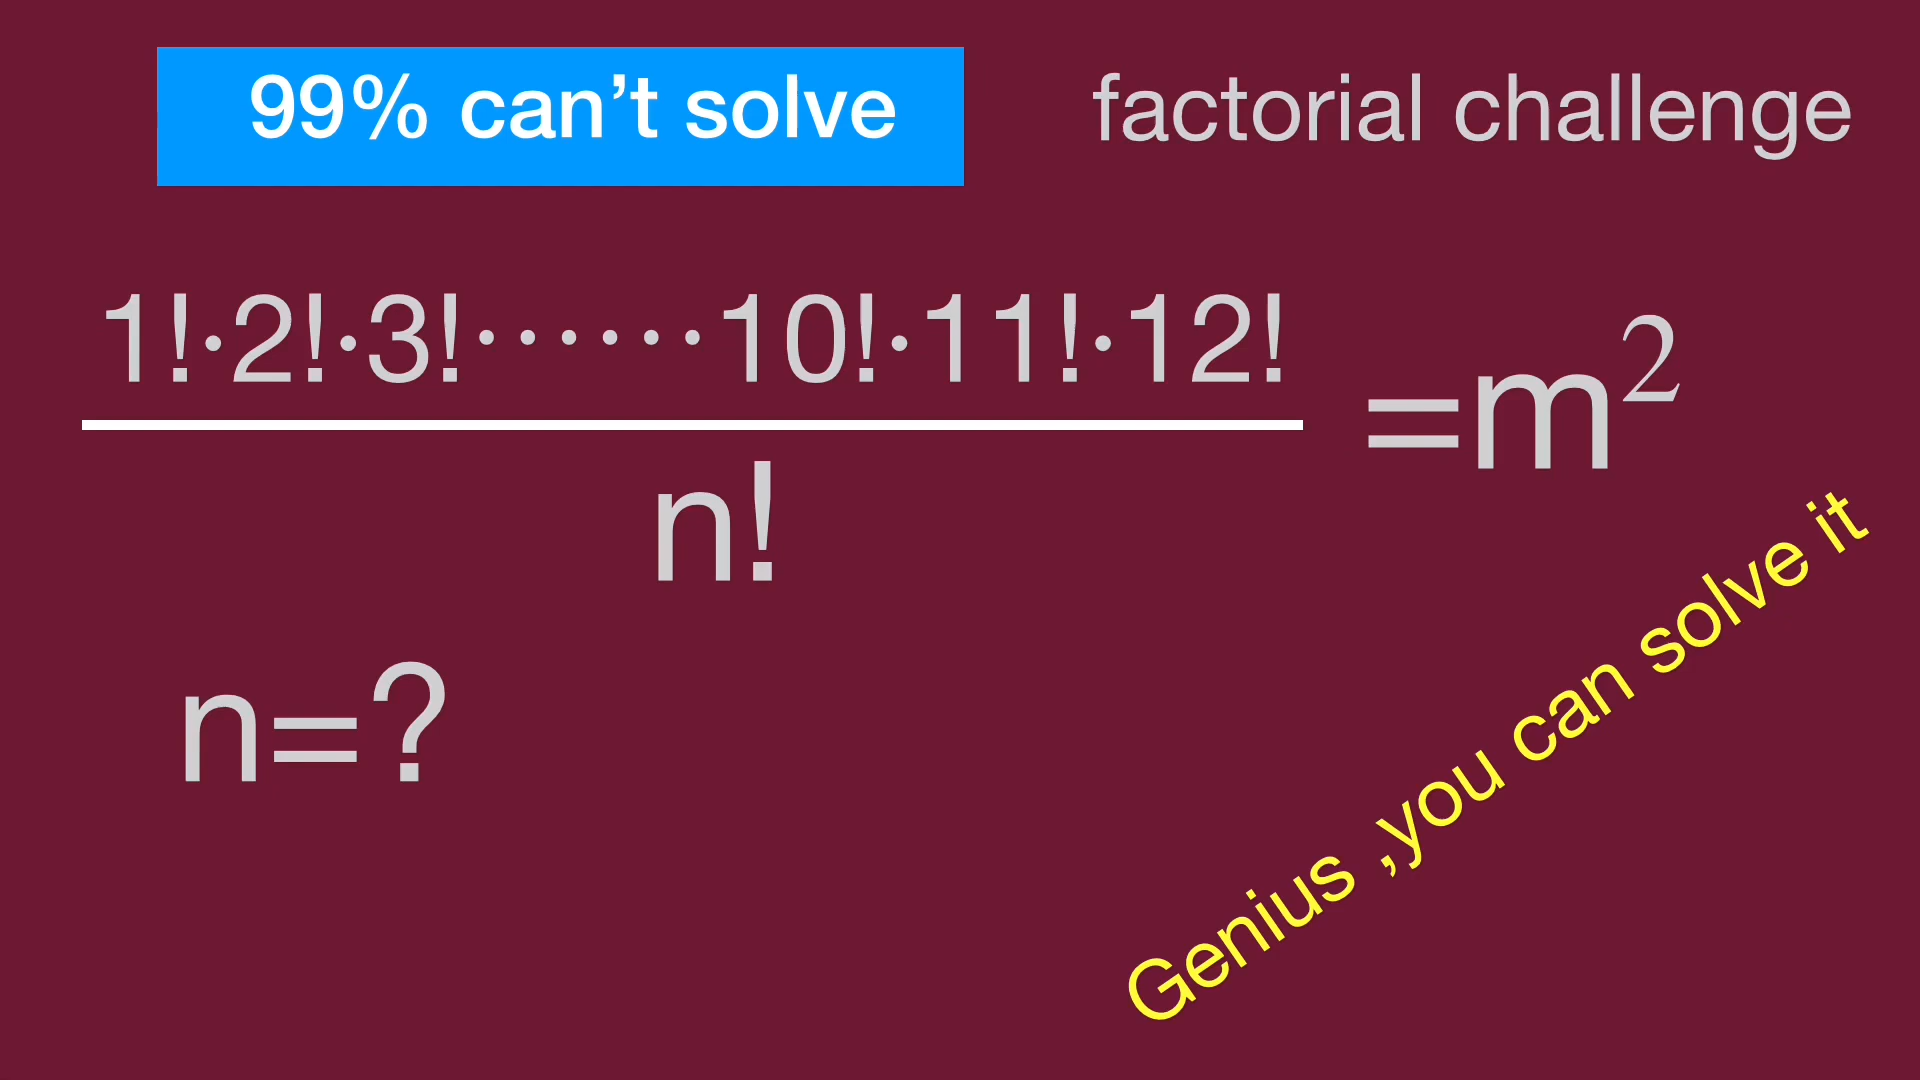 99% can’t solve
factorial challenge
1!·2!·3!······10!·11!·12!
=m²
n!
n=?
Genius ,you can solve it